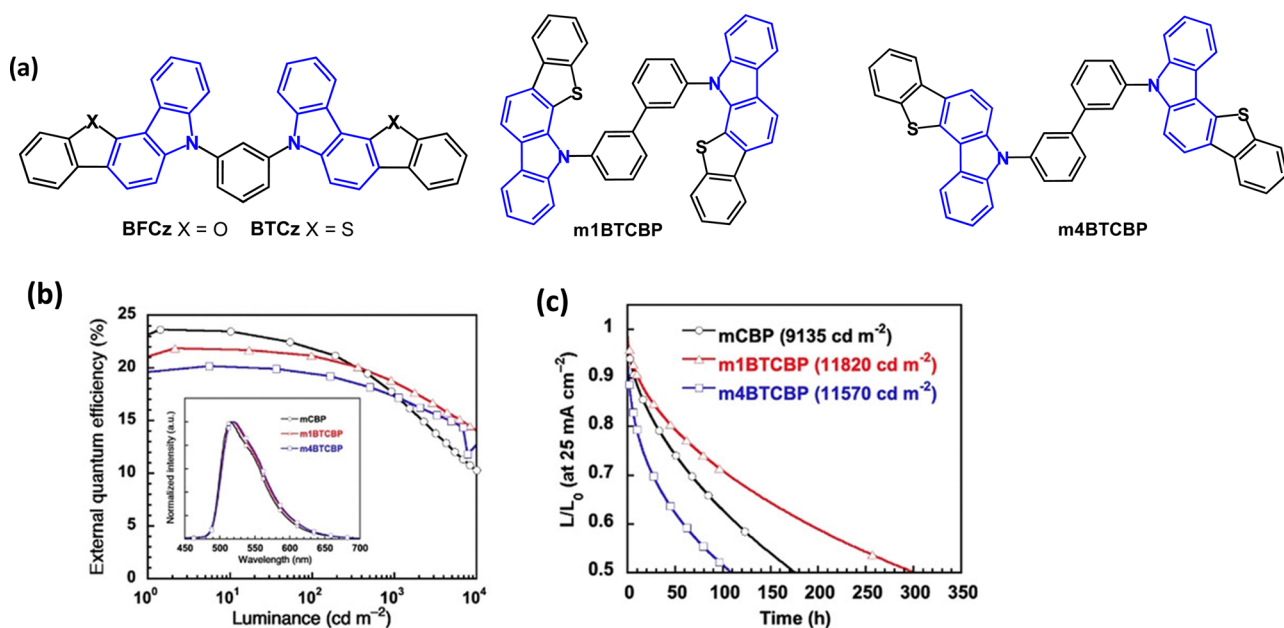 (a)
X
N
N
X
BFCz X = O BTCz X = S
S
N
N
S
m1BTCBP
S
N
N
S
m4BTCBP
(b)
External quantum efficiency (%)
25
20
15
10
5
0
10⁰ 10¹ 10² 10³ 10⁴
Luminance (cd m⁻²)
Normalized intensity (a.u.)
mCBP
m1BTCBP
m4BTCBP
450 500 550 600 650 700
Wavelength (nm)
(c)
L/L₀ (at 25 mA cm⁻²)
1
0.9
0.8
0.7
0.6
0.5
mCBP (9135 cd m⁻²)
m1BTCBP (11820 cd m⁻²)
m4BTCBP (11570 cd m⁻²)
0 50 100 150 200 250 300 350
Time (h)